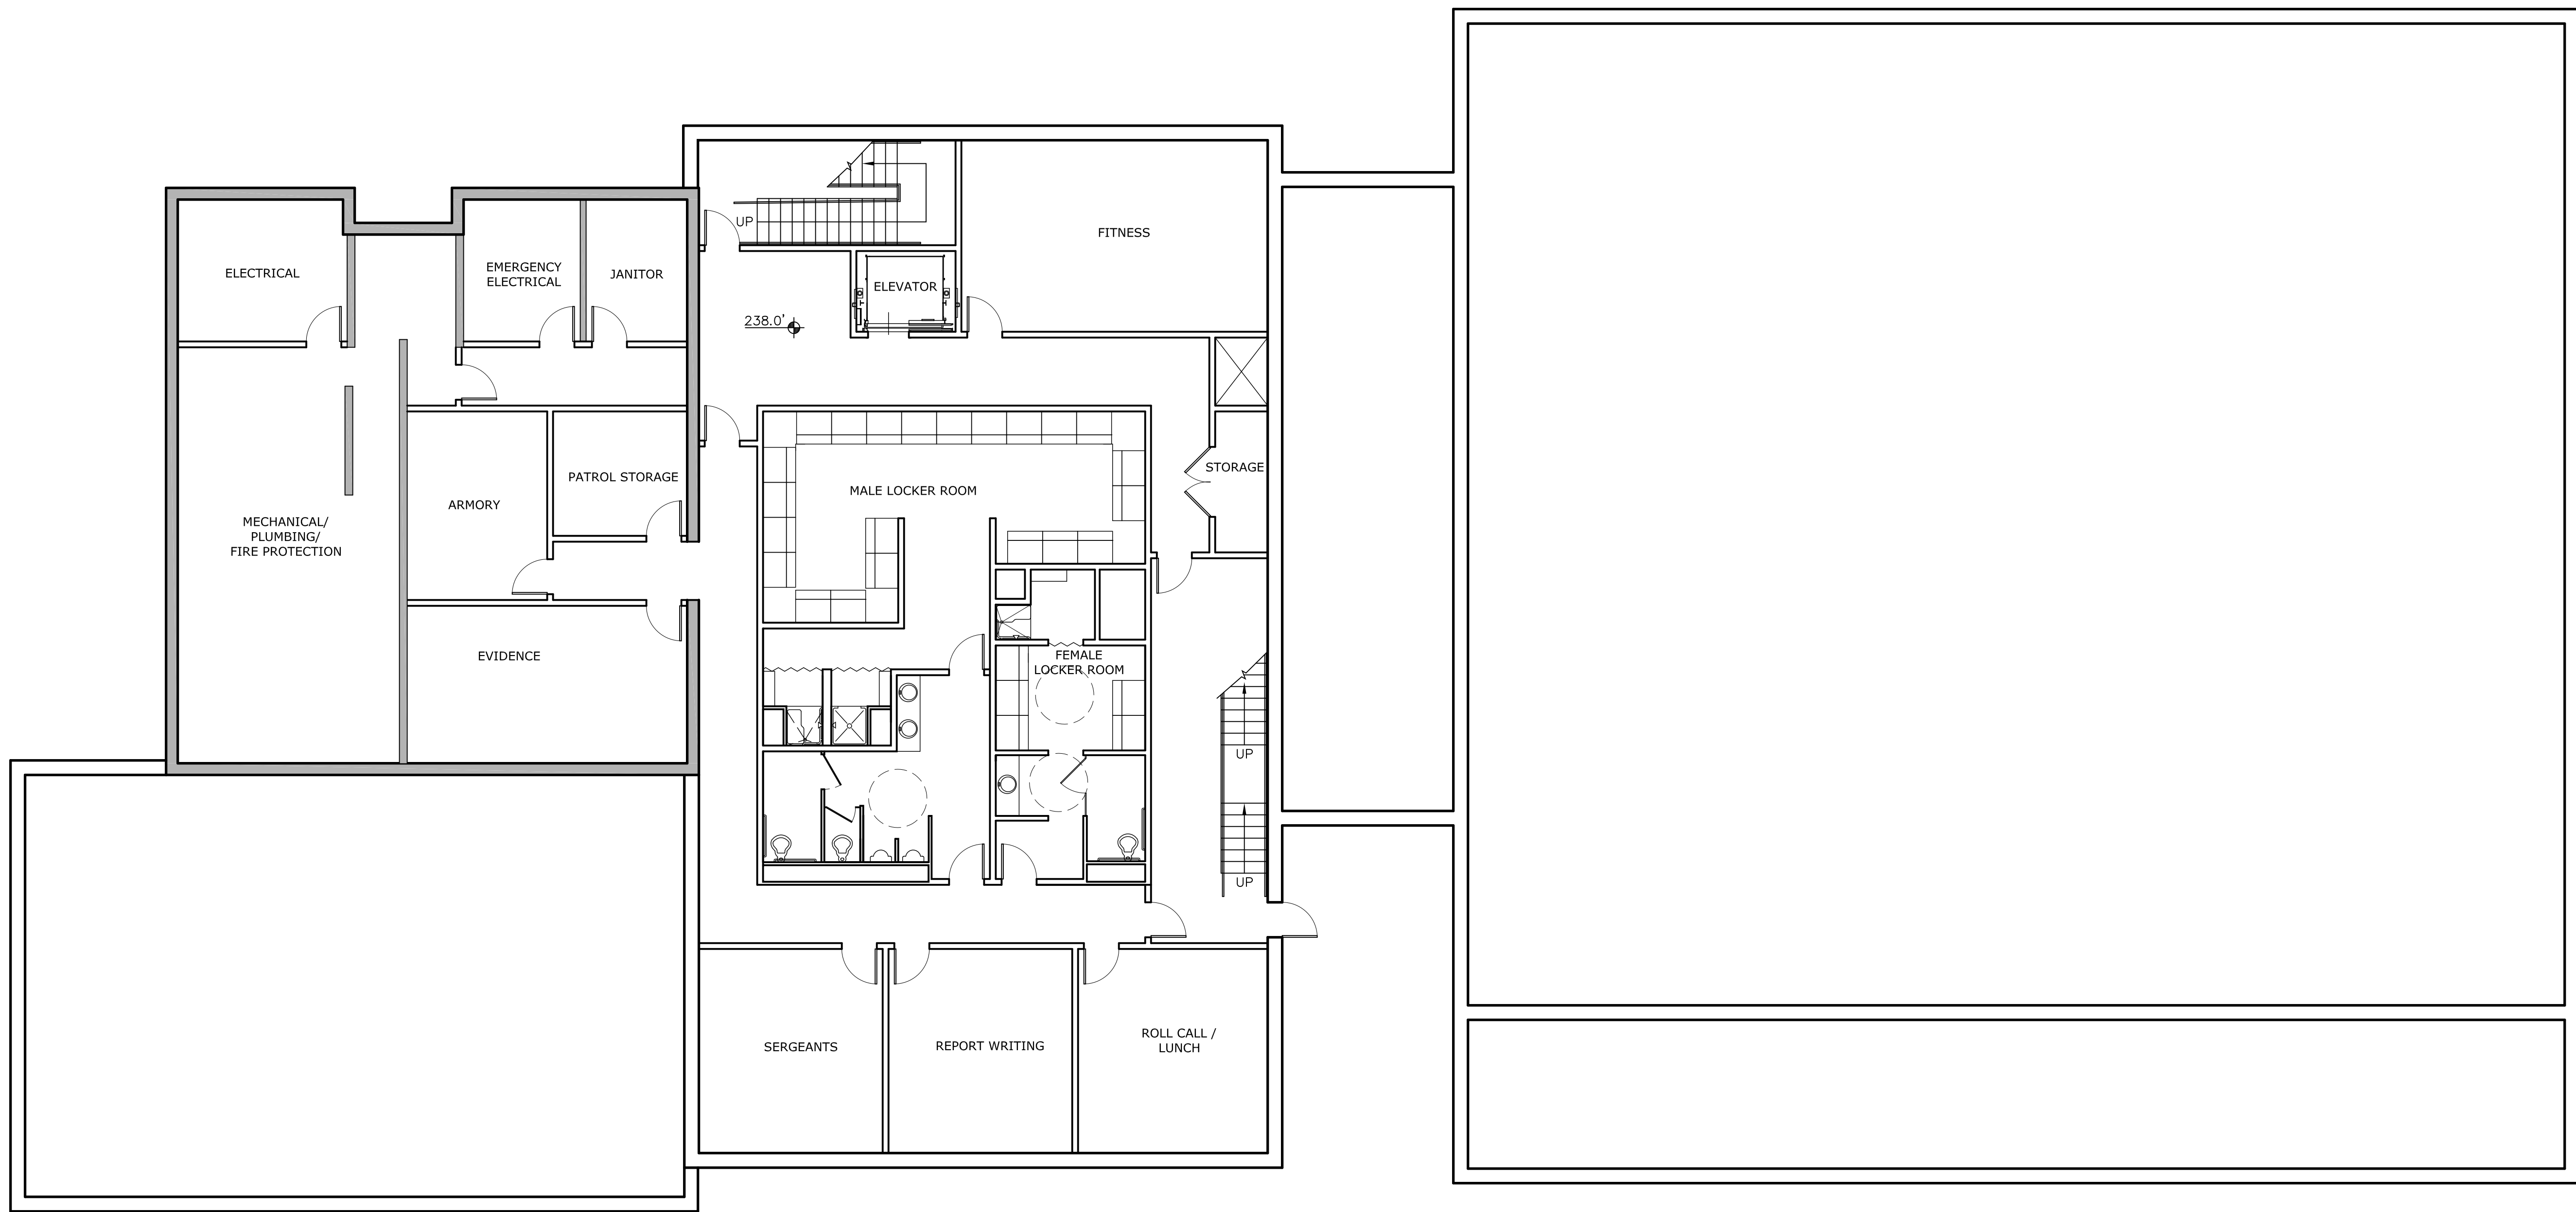 UP
FITNESS
ELECTRICAL
EMERGENCY
ELECTRICAL
JANITOR
ELEVATOR
238.0'
STORAGE
PATROL STORAGE
MALE LOCKER ROOM
ARMORY
MECHANICAL/
PLUMBING/
FIRE PROTECTION
EVIDENCE
FEMALE
LOCKER ROOM
UP
UP
SERGEANTS
REPORT WRITING
ROLL CALL /
LUNCH